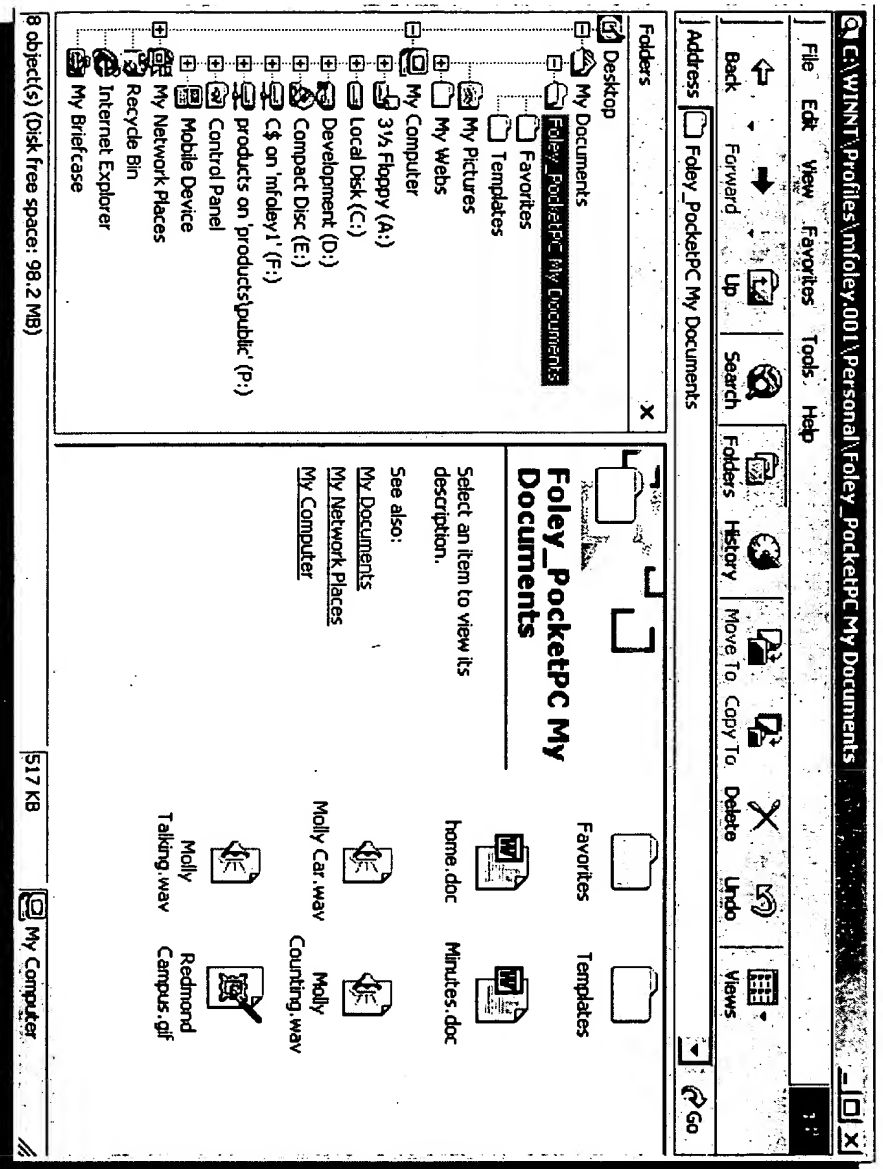 C:\WINNT\Profiles\mfoley.001\Personal\Foley_PocketPC My Documents
File Edit View Favorites Tools Help
Back Forward Up Search Folders History Move To Copy To Delete Undo Views
Address Foley_PocketPC My Documents Go
Folders X
Desktop
My Documents
Foley_PocketPC My Documents
Favorites
Templates
My Pictures
My Webs
My Computer
3½ Floppy (A:)
Local Disk (C:)
Development (D:)
Compact Disc (E:)
C$ on 'mfoley1' (F:)
products on 'products\public' (P:)
Control Panel
Mobile Device
My Network Places
Recycle Bin
Internet Explorer
My Briefcase
Foley_PocketPC My
Documents
Select an item to view its
description.
See also:
My Documents
My Network Places
My Computer
Favorites
Templates
home.doc
Minutes.doc
Molly Car.wav
Molly
Counting.wav
Molly
Talking.wav
Redmond
Campus.gif
8 object(s) (Disk free space: 98.2 MB)
517 KB
My Computer